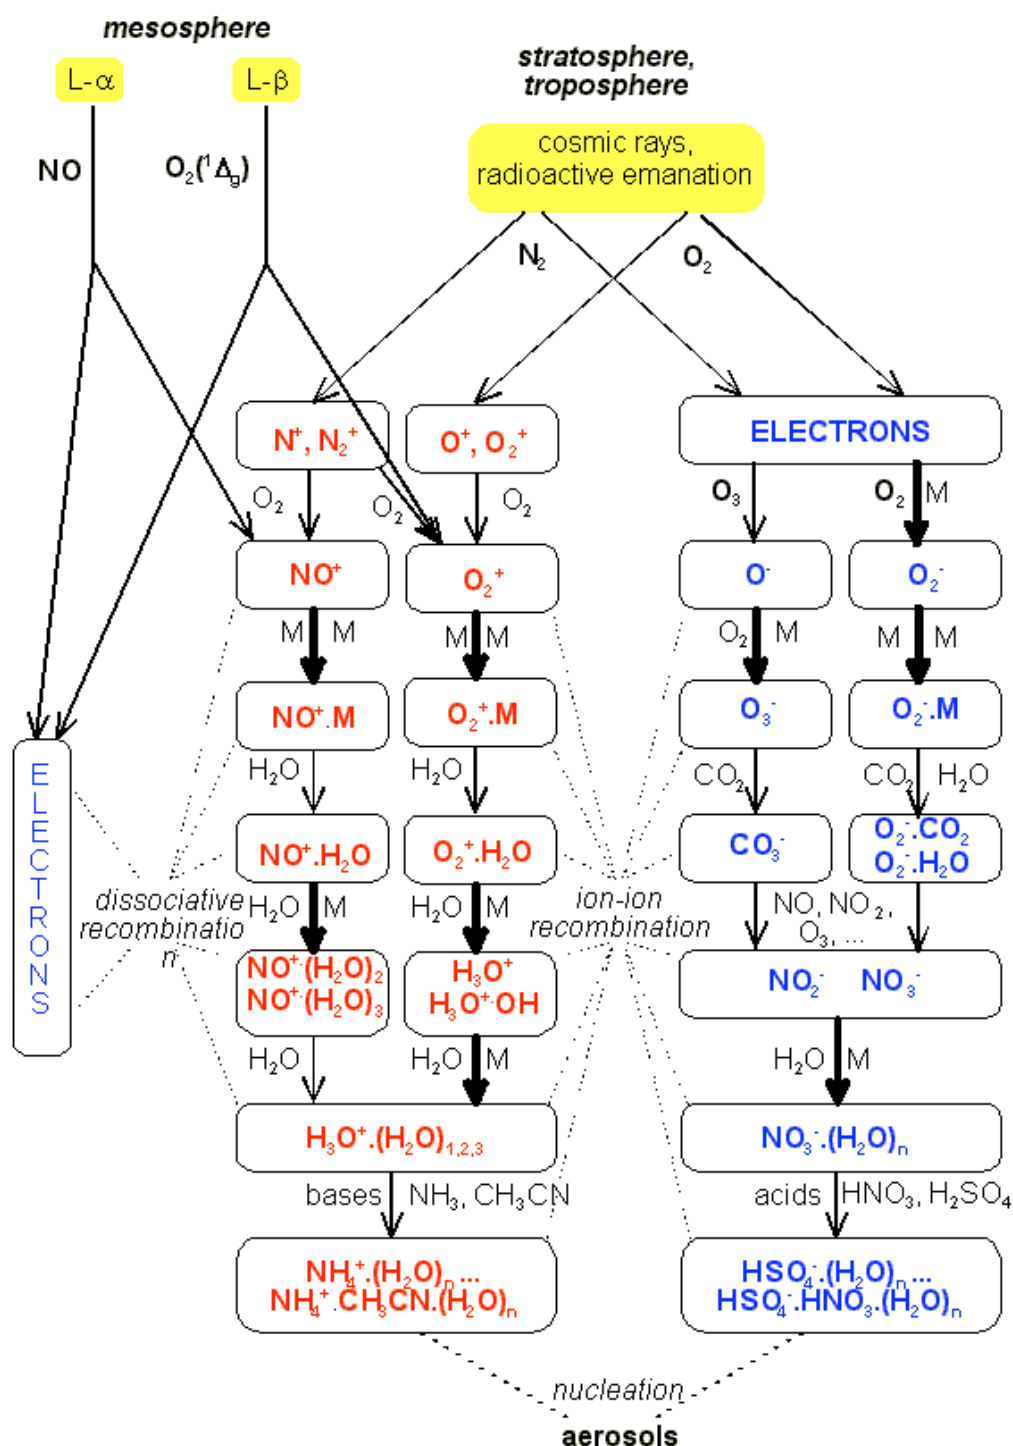 mesosphere
stratosphere,
troposphere
L-α
L-β
cosmic rays,
radioactive emanation
NO
O₂(¹Δg)
N₂
O₂
N⁺, N₂⁺
O⁺, O₂⁺
ELECTRONS
O₂
O₂
O₂
O₃
O₂ M
NO⁺
O₂⁺
O⁻
O₂⁻
M M
M M
O₂ M
M M
NO⁺.M
O₂⁺.M
O₃⁻
O₂⁻.M
H₂O
H₂O
CO₂
CO₂ H₂O
ELECTRONS
NO⁺.H₂O
O₂⁺.H₂O
CO₃⁻
O₂⁻.CO₂
O₂⁻.H₂O
dissociative
recombinatio
n
ion-ion
recombination
H₂O M
H₂O M
NO, NO₂,
O₃, ...
NO⁺.(H₂O)₂
NO⁺.(H₂O)₃
H₃O⁺
H₃O⁺.OH
NO₂⁻ NO₃⁻
H₂O
H₂O M
H₂O M
H₃O⁺.(H₂O)₁,₂,₃
NO₃⁻.(H₂O)ₙ
bases NH₃, CH₃CN
acids HNO₃, H₂SO₄
NH₄⁺.(H₂O)ₙ...
NH₄⁺.CH₃CN.(H₂O)ₙ
HSO₄⁻.(H₂O)ₙ...
HSO₄⁻.HNO₃.(H₂O)ₙ
nucleation
aerosols